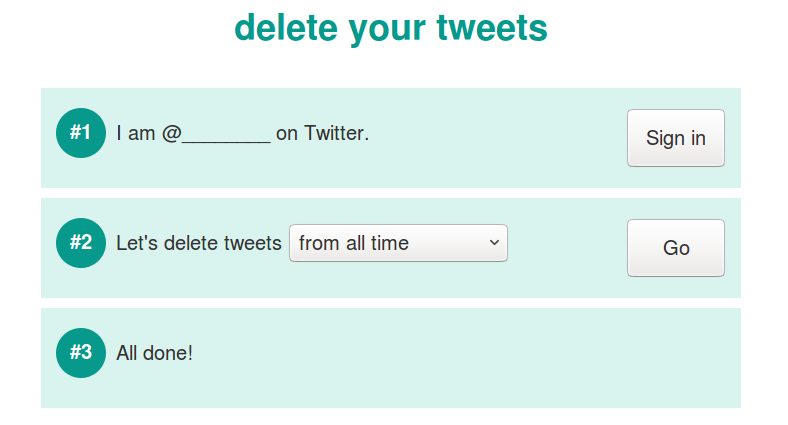 delete your tweets
#1 I am @________ on Twitter. Sign in
#2 Let's delete tweets from all time Go
#3 All done!